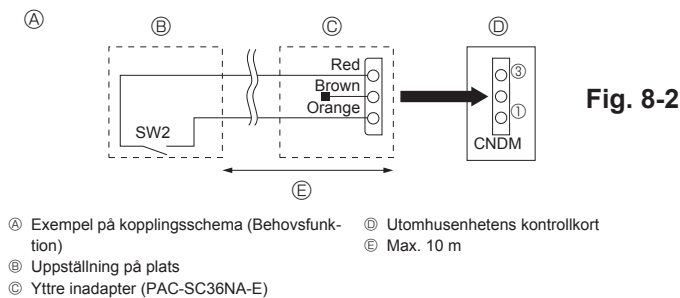 Ⓐ
Ⓑ
Ⓒ
Ⓓ
Red
Brown
Orange
SW2
③
①
CNDM
Fig. 8-2
Ⓔ
Ⓐ Exempel på kopplingsschema (Behovsfunk-
tion)
Ⓑ Uppställning på plats
Ⓒ Yttre inadapter (PAC-SC36NA-E)
Ⓓ Utomhusenhetens kontrollkort
Ⓔ Max. 10 m